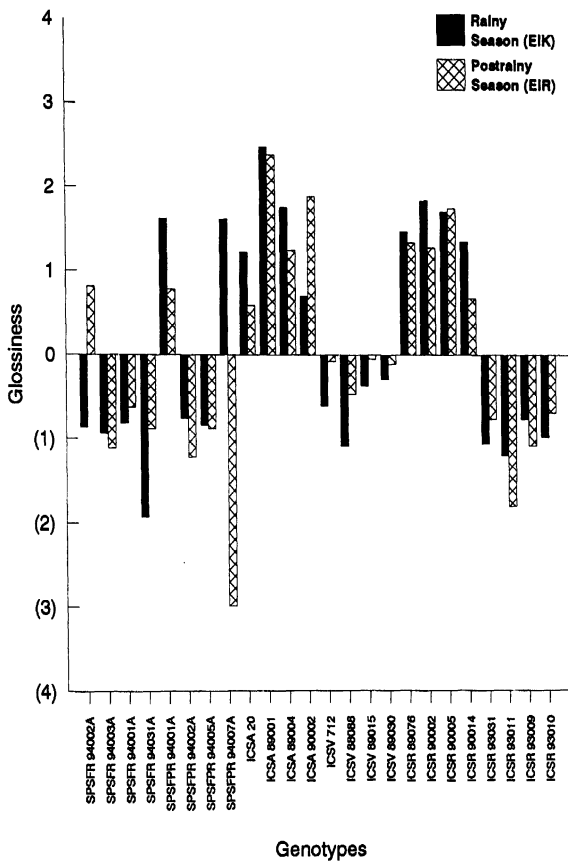 4
Rainy
Season (EIK)
Postrainy
Season (EIR)
3
2
1
0
(1)
(2)
(3)
(4)
Glossiness
SPSFR 94002A
SPSFR 94003A
SPSFR 94001A
SPSFR 94031A
SPSFPR 94001A
SPSFPR 94002A
SPSFPR 94005A
SPSFPR 94007A
ICSA 20
ICSA 89001
ICSA 89004
ICSA 90002
ICSV 712
ICSV 89088
ICSV 89015
ICSV 89030
ICSR 89076
ICSR 90002
ICSR 90005
ICSR 90014
ICSR 93031
ICSR 93011
ICSR 93009
ICSR 93010
Genotypes